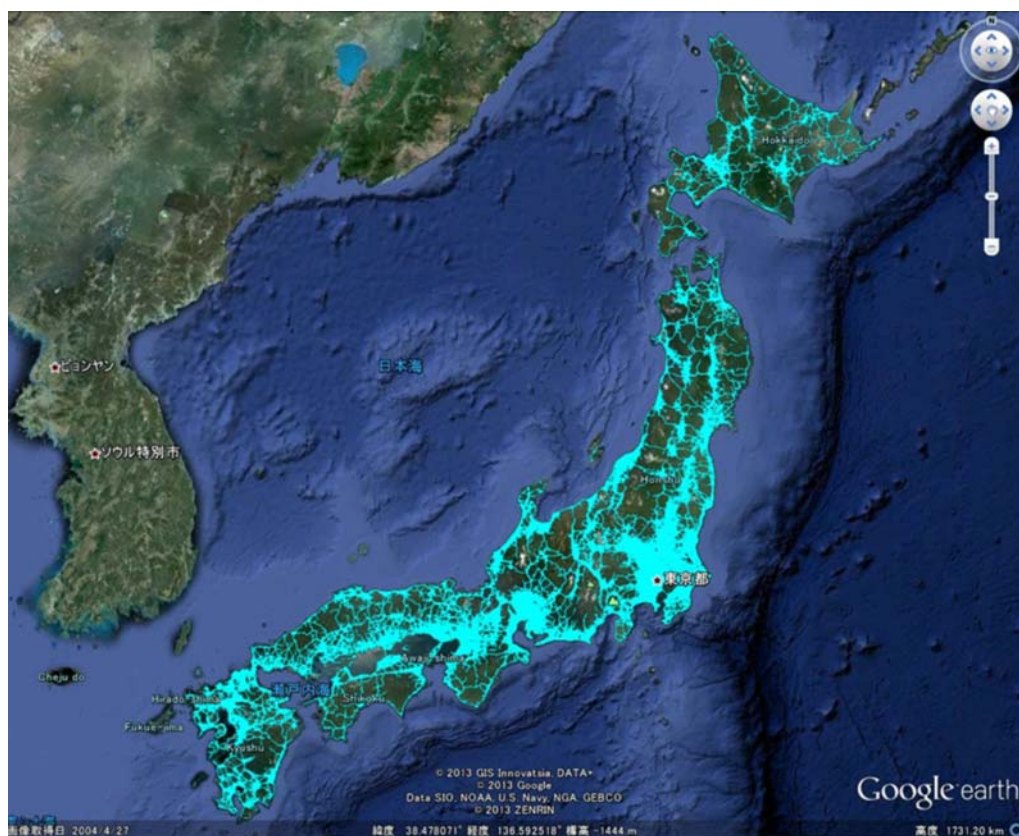 N
Hokkaido
ピョンヤン
日本海
ソウル特別市
Honshu
東京都
Cheju do
Awaji-shima
Hirado shima
瀬戸内海
Shikoku
Fukue-jima
Kyushu
© 2013 GIS Innovatsia, DATA+
© 2013 Google
Data SIO, NOAA, U.S. Navy, NGA, GEBCO
© 2013 ZENRIN
Google earth
画像取得日 2004/4/27
緯度 38.478071° 経度 136.592518° 標高 -1444 m
高度 1731.20 km